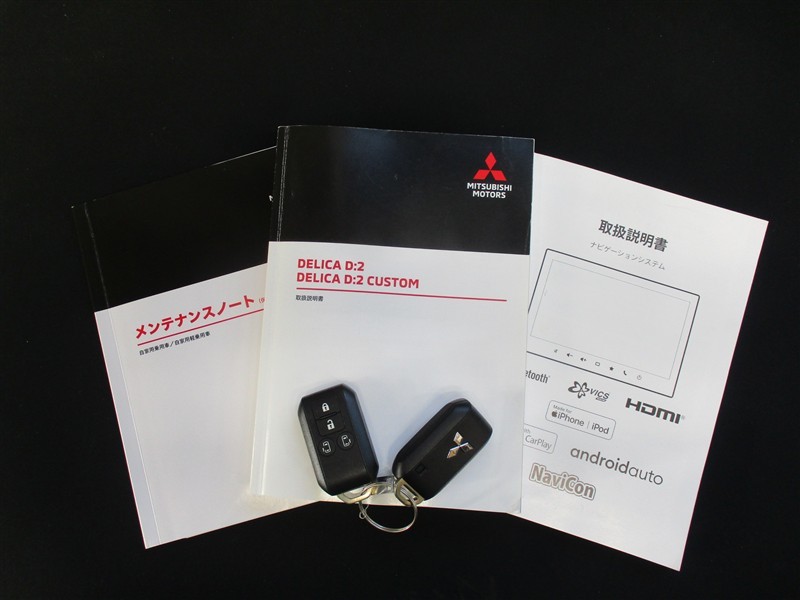 メンテナンスノート
自家用乗用車／自家用軽乗用車
MITSUBISHI
MOTORS
DELICA D:2
DELICA D:2 CUSTOM
取扱説明書
取扱説明書
ナビゲーションシステム
VICS
HDMI
Made for
iPhone | iPod
CarPlay
androidauto
NaviCon